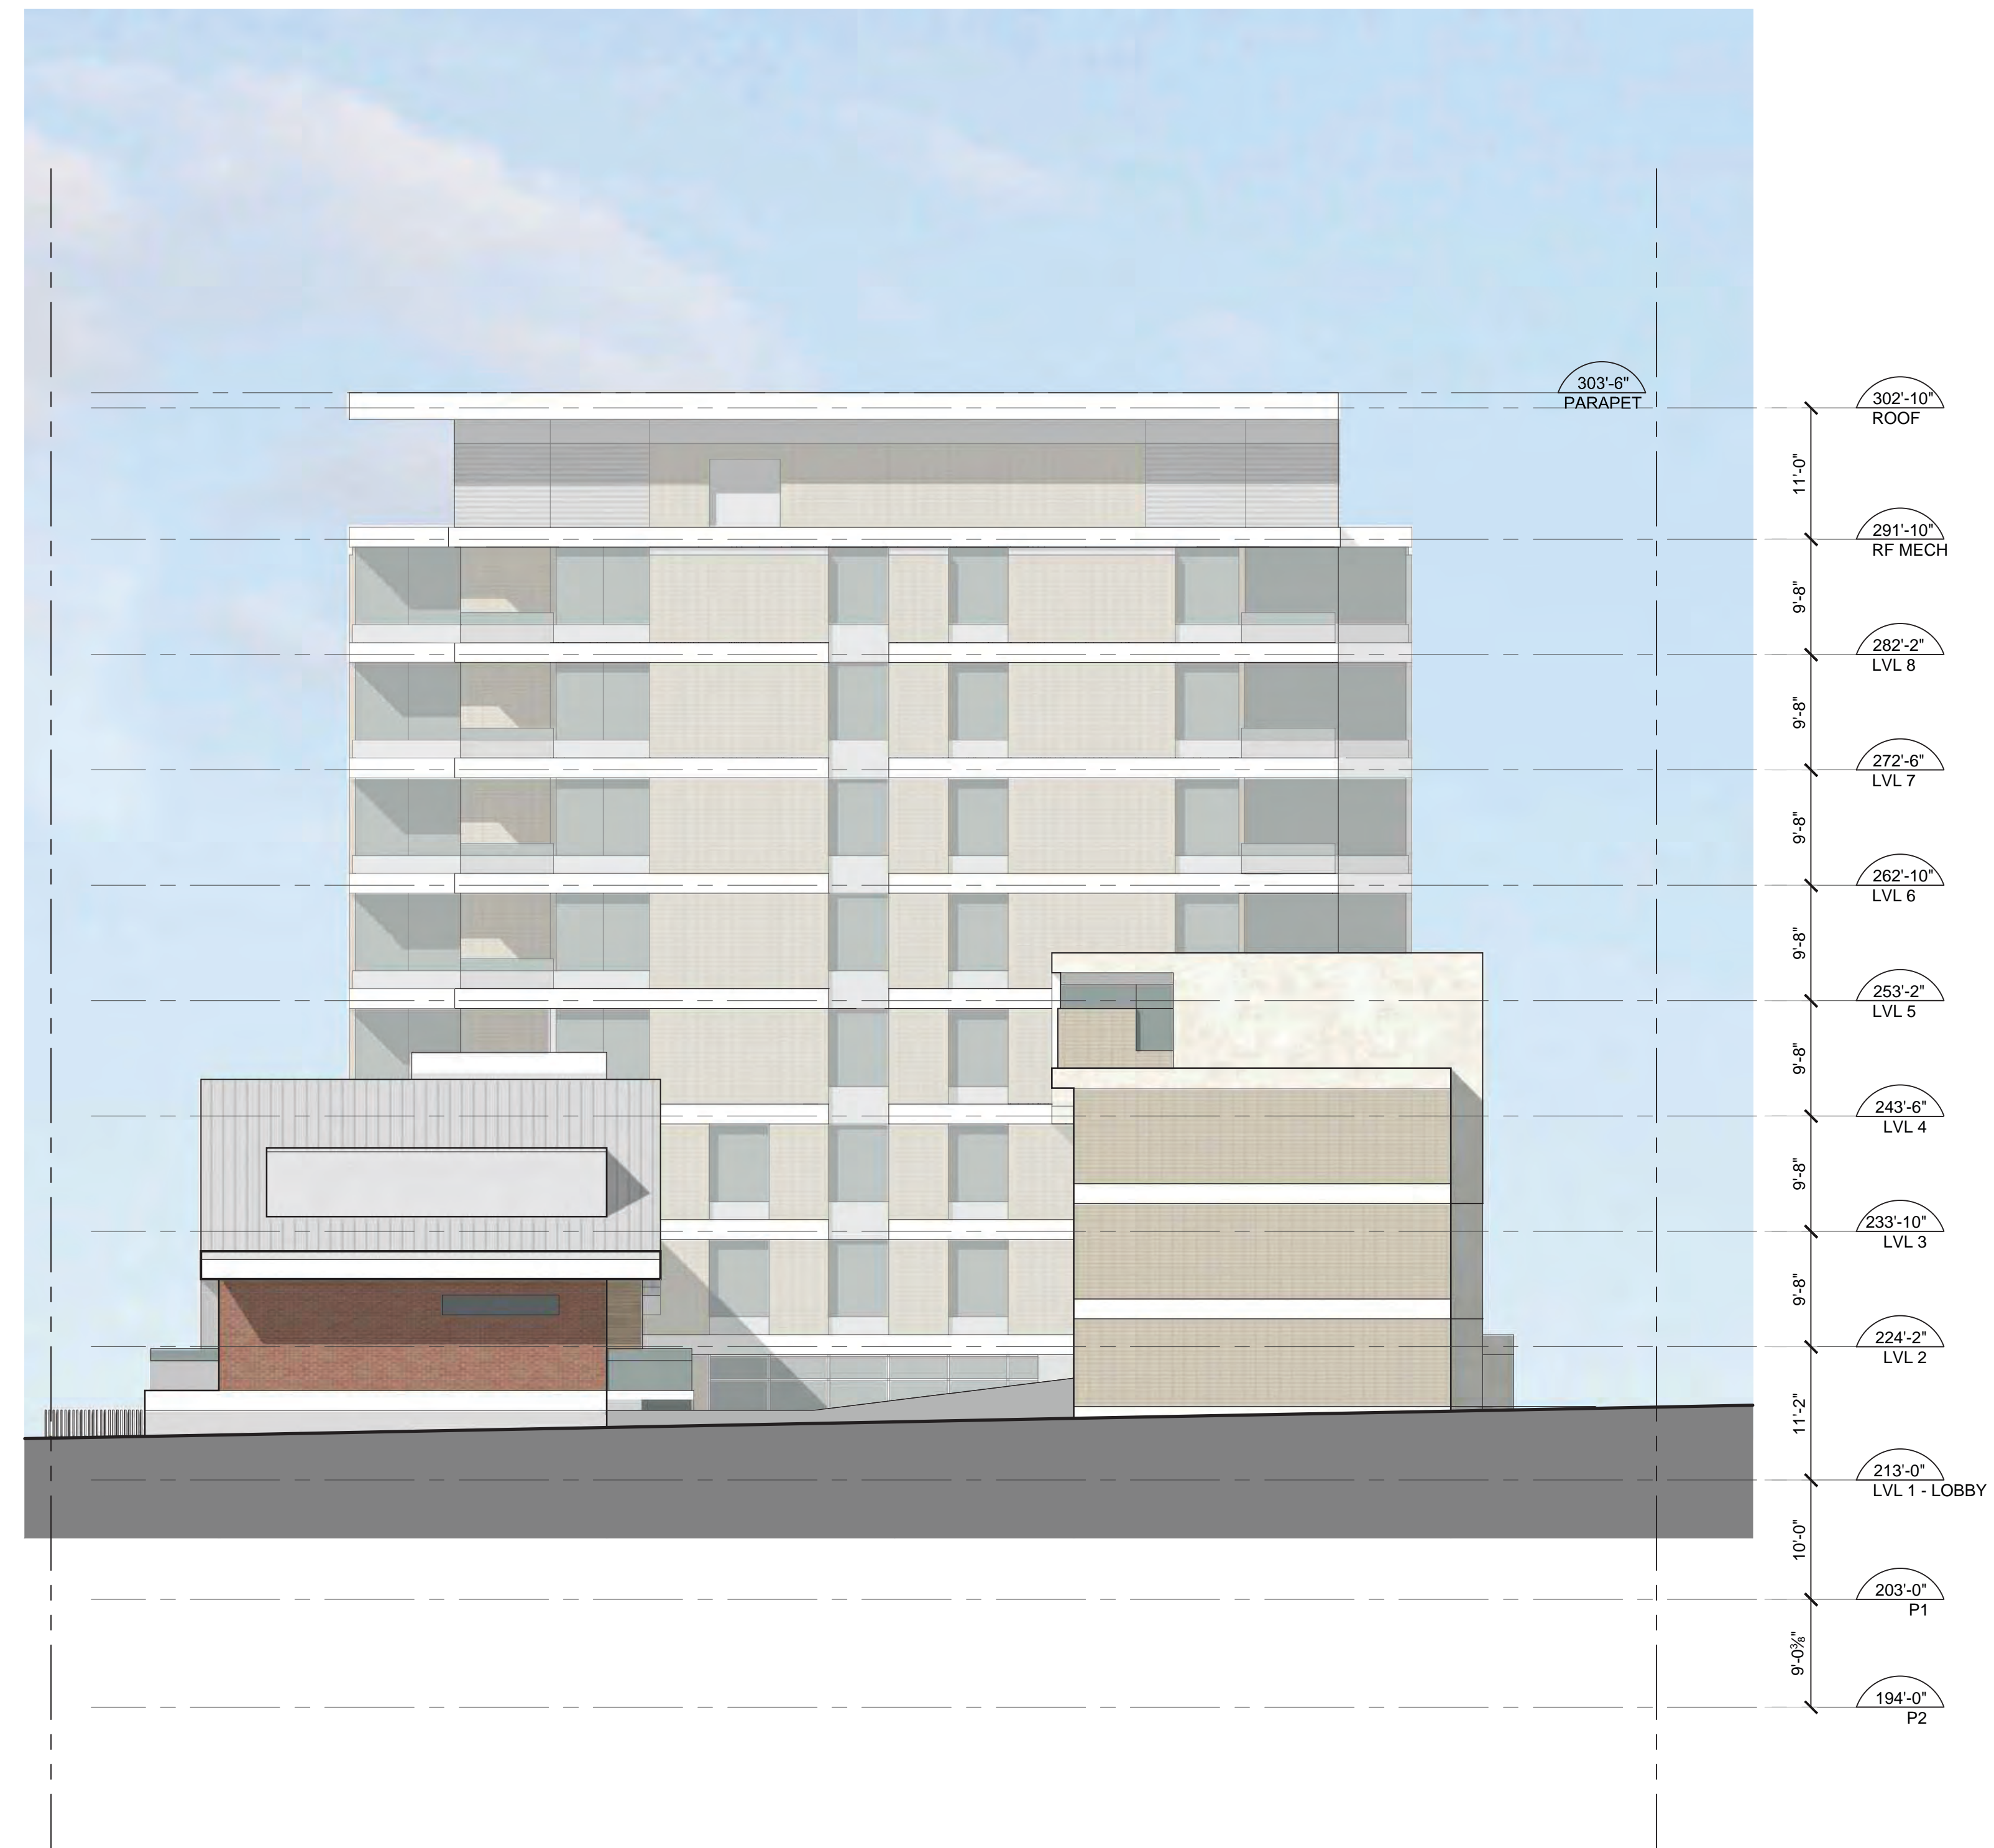 303'-6"
PARAPET
302'-10"
ROOF
11'-0"
291'-10"
RF MECH
9'-8"
282'-2"
LVL 8
9'-8"
272'-6"
LVL 7
9'-8"
262'-10"
LVL 6
9'-8"
253'-2"
LVL 5
9'-8"
243'-6"
LVL 4
9'-8"
233'-10"
LVL 3
9'-8"
224'-2"
LVL 2
11'-2"
213'-0"
LVL 1 - LOBBY
10'-0"
203'-0"
P1
9'-0⅜"
194'-0"
P2